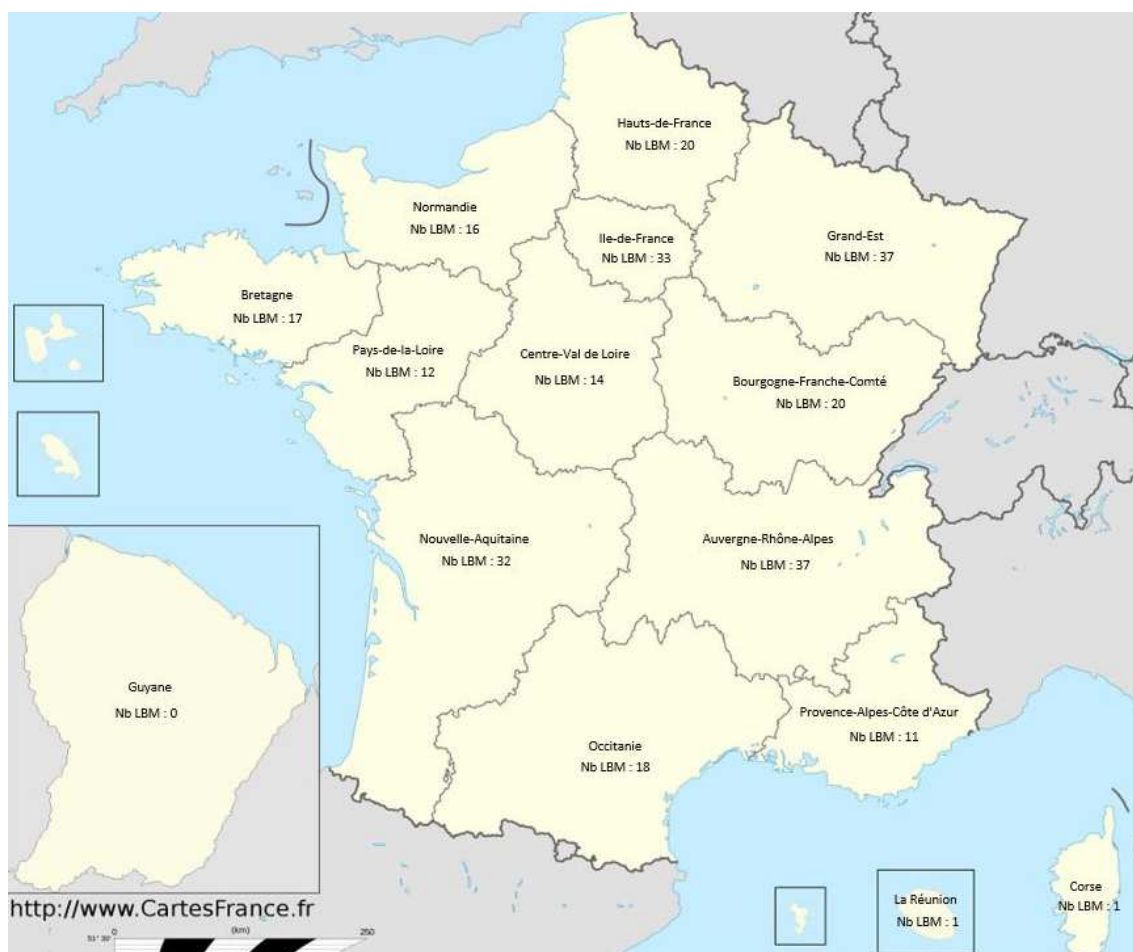 Hauts-de-France
Nb LBM : 20
Normandie
Nb LBM : 16
Ile-de-France
Nb LBM : 33
Grand-Est
Nb LBM : 37
Bretagne
Nb LBM : 17
Pays-de-la-Loire
Nb LBM : 12
Centre-Val de Loire
Nb LBM : 14
Bourgogne-Franche-Comté
Nb LBM : 20
Nouvelle-Aquitaine
Nb LBM : 32
Auvergne-Rhône-Alpes
Nb LBM : 37
Guyane
Nb LBM : 0
Provence-Alpes-Côte d'Azur
Nb LBM : 11
Occitanie
Nb LBM : 18
La Réunion
Nb LBM : 1
Corse
Nb LBM : 1
http://www.CartesFrance.fr
(km)
51° 30'
250